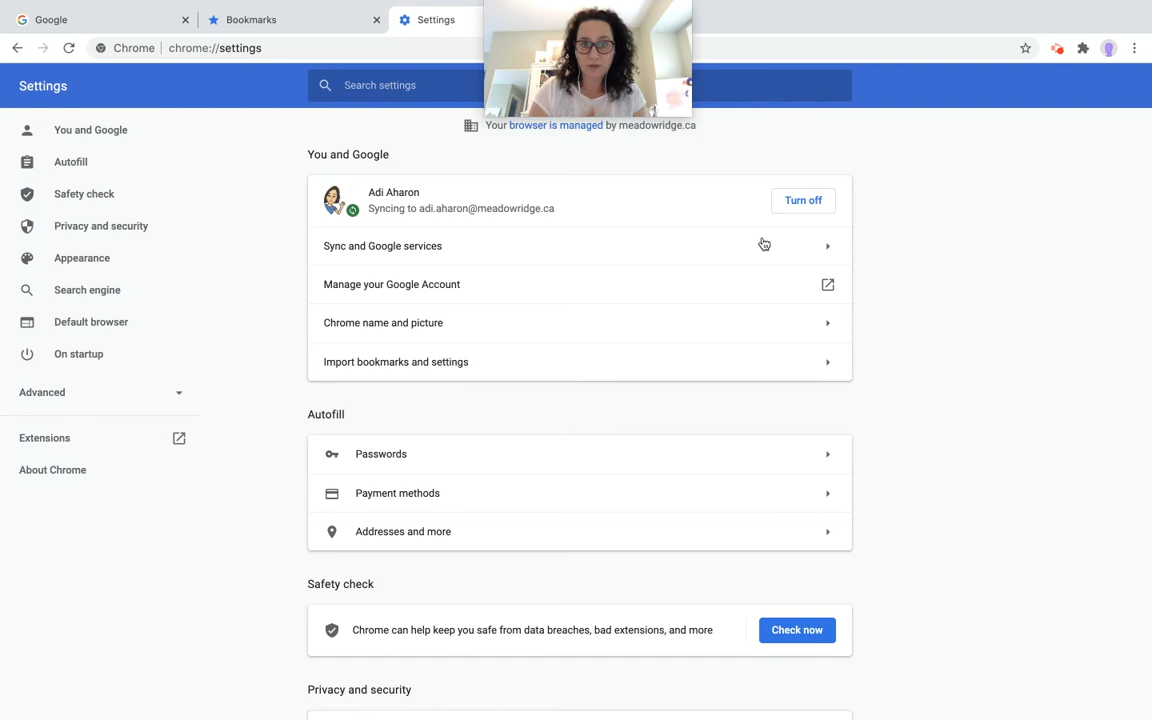 Google
Bookmarks
Settings
Chrome
chrome://settings
Settings
Search settings
Your browser is managed by meadowridge.ca
You and Google
Autofill
Safety check
Privacy and security
Appearance
Search engine
Default browser
On startup
Advanced
Extensions
About Chrome
You and Google
Adi Aharon
Syncing to adi.aharon@meadowridge.ca
Turn off
Sync and Google services
Manage your Google Account
Chrome name and picture
Import bookmarks and settings
Autofill
Passwords
Payment methods
Addresses and more
Safety check
Chrome can help keep you safe from data breaches, bad extensions, and more
Check now
Privacy and security